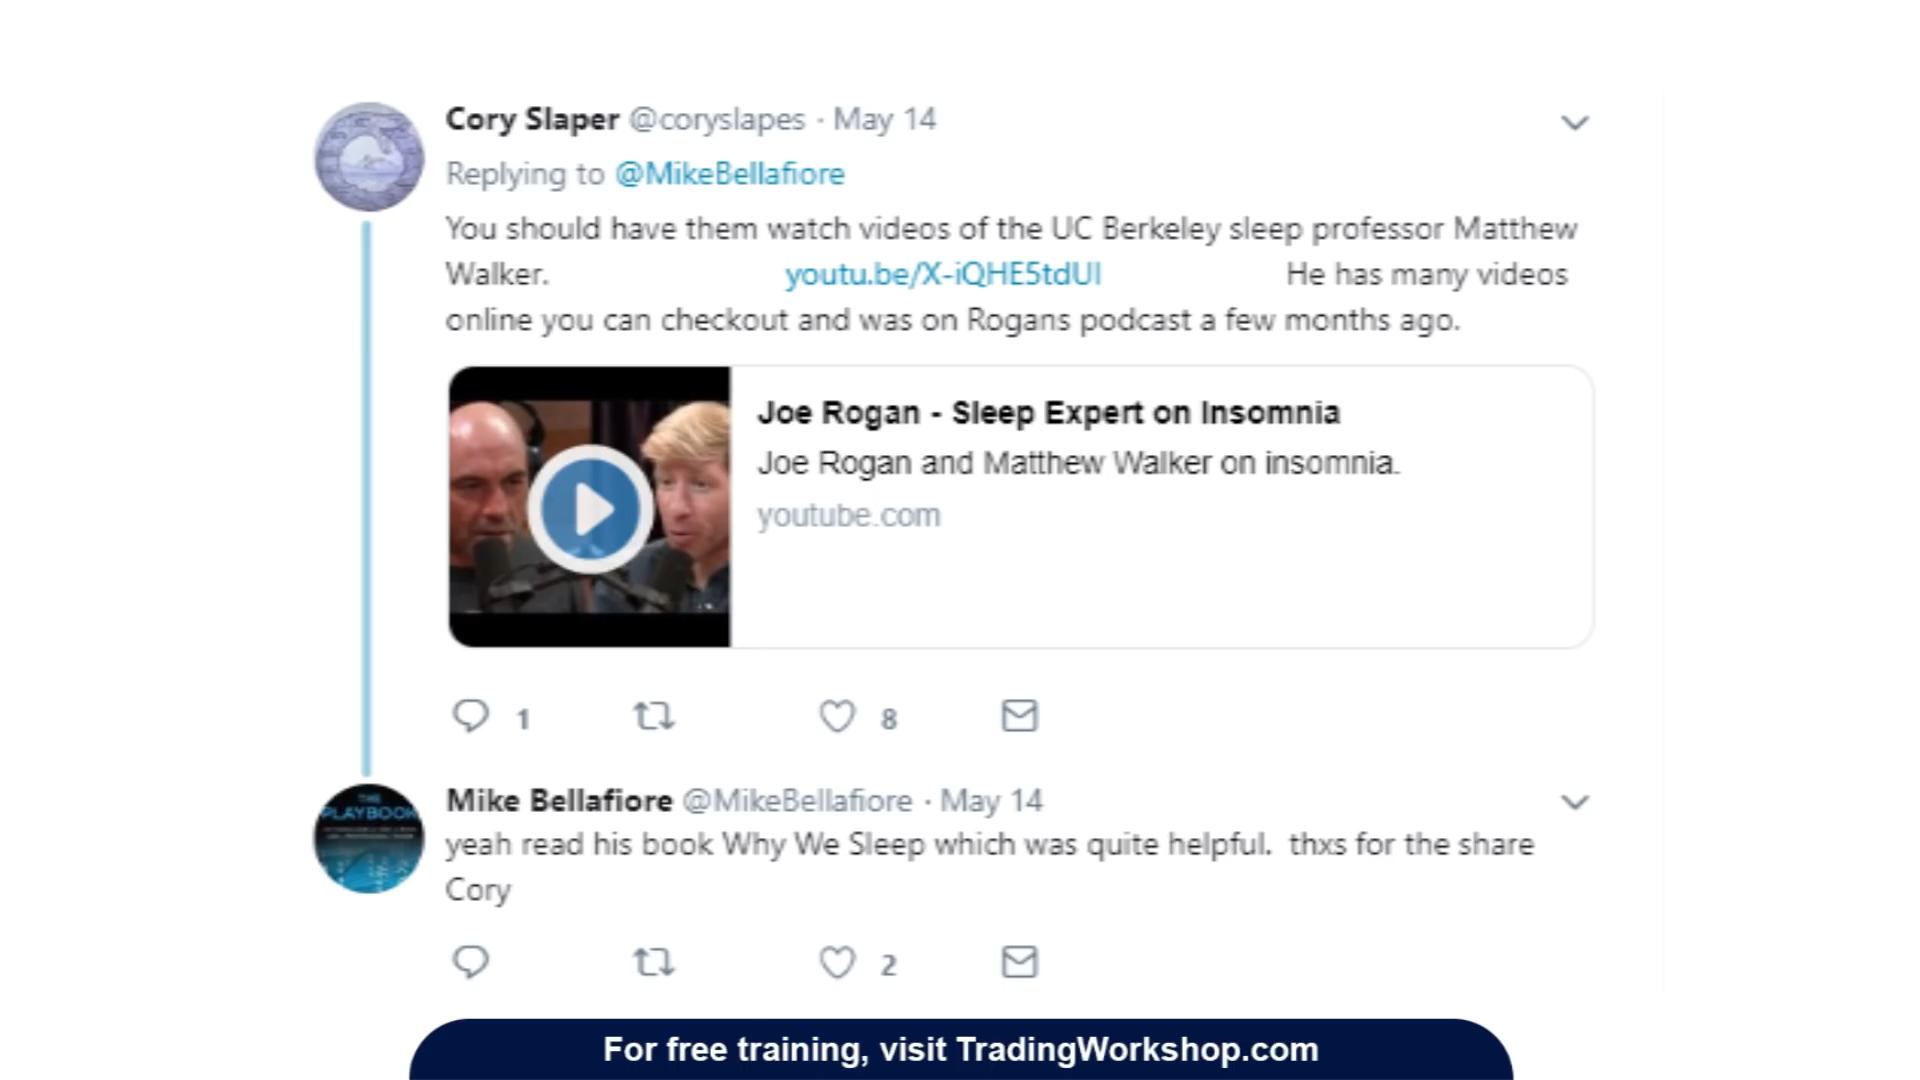 Cory Slaper @coryslapes · May 14
Replying to @MikeBellafiore
You should have them watch videos of the UC Berkeley sleep professor Matthew
Walker. youtu.be/X-iQHE5tdUI He has many videos
online you can checkout and was on Rogans podcast a few months ago.
Joe Rogan - Sleep Expert on Insomnia
Joe Rogan and Matthew Walker on insomnia.
youtube.com
1 8
Mike Bellafiore @MikeBellafiore · May 14
THE
PLAYBOOK
yeah read his book Why We Sleep which was quite helpful. thxs for the share
Cory
2
For free training, visit TradingWorkshop.com